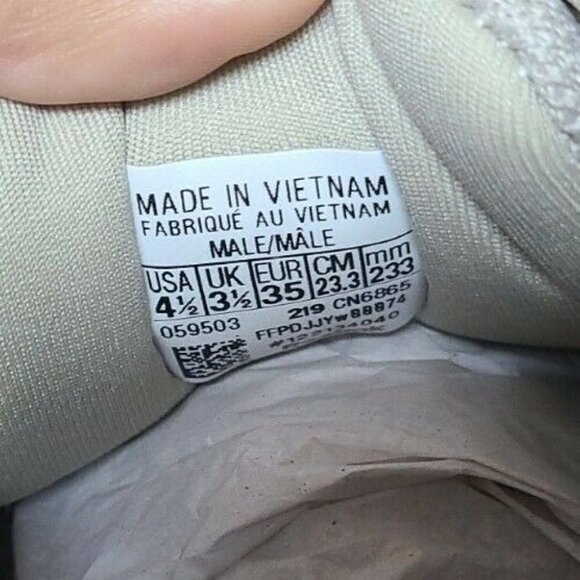 MADE IN VIETNAM
FABRIQUÉ AU VIETNAM
MALE/MÂLE
USA UK EUR CM mm
4½ 3½ 35 23.3 233
059503 219 CN6865
FFPDJJYW88874
#122134040